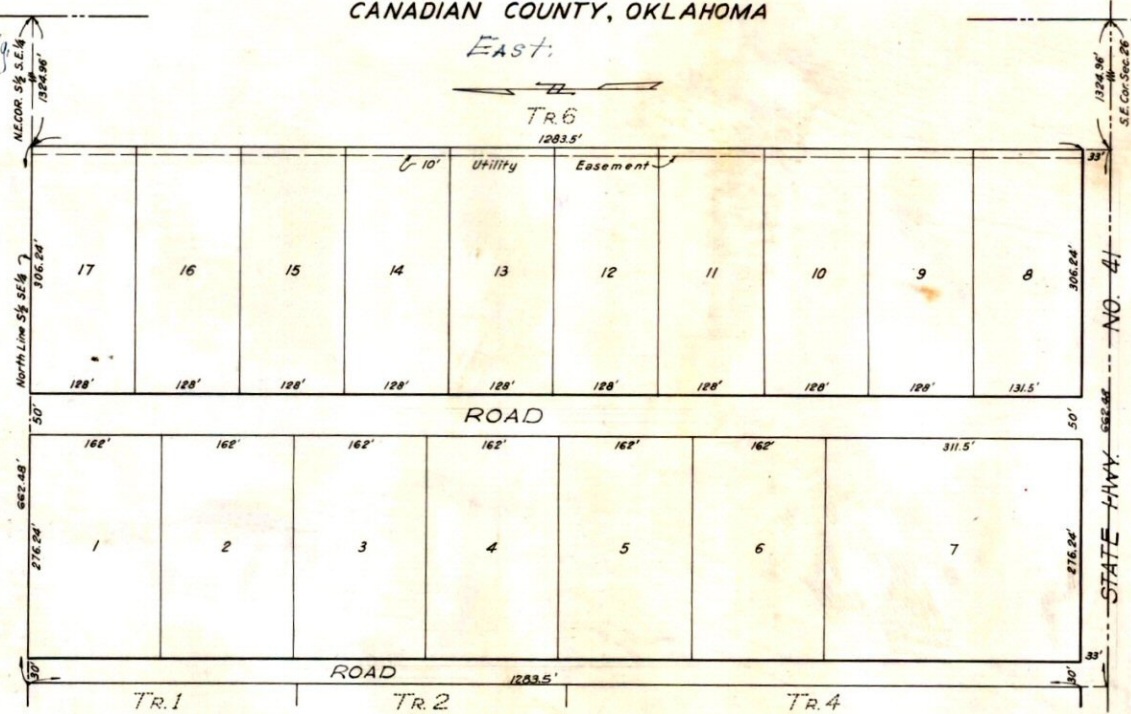 CANADIAN COUNTY, OKLAHOMA
East.
Tr. 6
1283.5'
N.E. COR. S½ S.E.¼
1324.96'
1324.96'
S.E. Cor. Sec. 26
10' Utility Easement
33'
North Line S½ SE¼
306.24'
17 16 15 14 13 12 11 10 9 8
306.24'
128' 128' 128' 128' 128' 128' 128' 128' 128' 131.5'
50' ROAD 50'
162' 162' 162' 162' 162' 162' 311.5'
662.48'
276.24'
1 2 3 4 5 6 7
276.24'
STATE HWY. 662.48 NO. 41
33'
30' ROAD 1283.5' 30'
Tr. 1 Tr. 2 Tr. 4